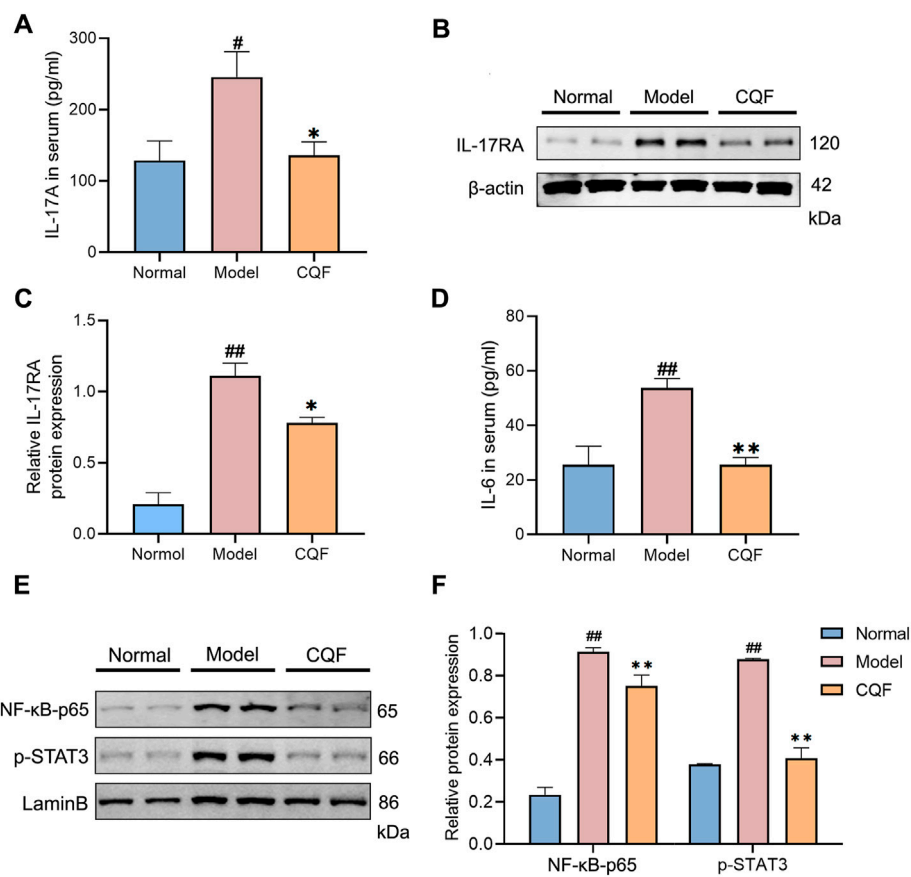 A
IL-17A in serum (pg/ml)
300
200
100
0
#
*
Normal Model CQF
B
Normal Model CQF
IL-17RA 120
β-actin 42
kDa
C
Relative IL-17RA
protein expression
1.5
1.0
0.5
0.0
##
*
Normol Model CQF
D
IL-6 in serum (pg/ml)
80
60
40
20
0
##
**
Normal Model CQF
E
Normal Model CQF
NF-κB-p65 65
p-STAT3 66
LaminB 86
kDa
F
Relative protein expression
1.0
0.8
0.6
0.4
0.2
0.0
##
**
##
**
NF-κB-p65 p-STAT3
Normal
Model
CQF